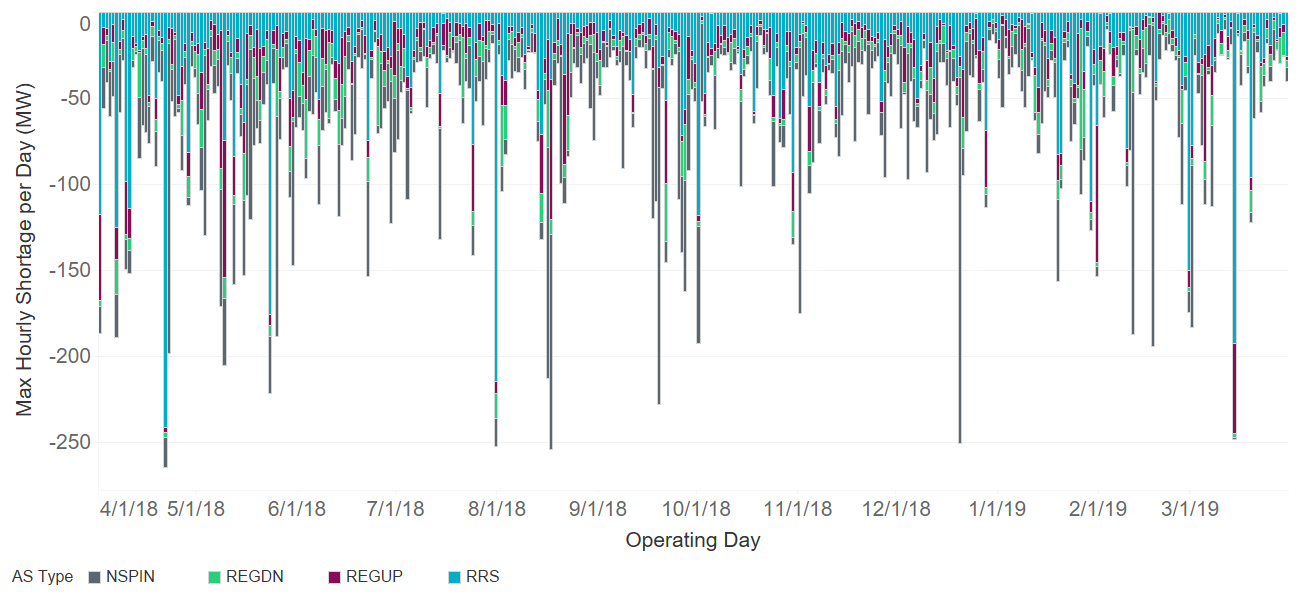 Max Hourly Shortage per Day (MW)
0
-50
-100
-150
-200
-250
4/1/18 5/1/18 6/1/18 7/1/18 8/1/18 9/1/18 10/1/18 11/1/18 12/1/18 1/1/19 2/1/19 3/1/19
Operating Day
AS Type NSPIN REGDN REGUP RRS